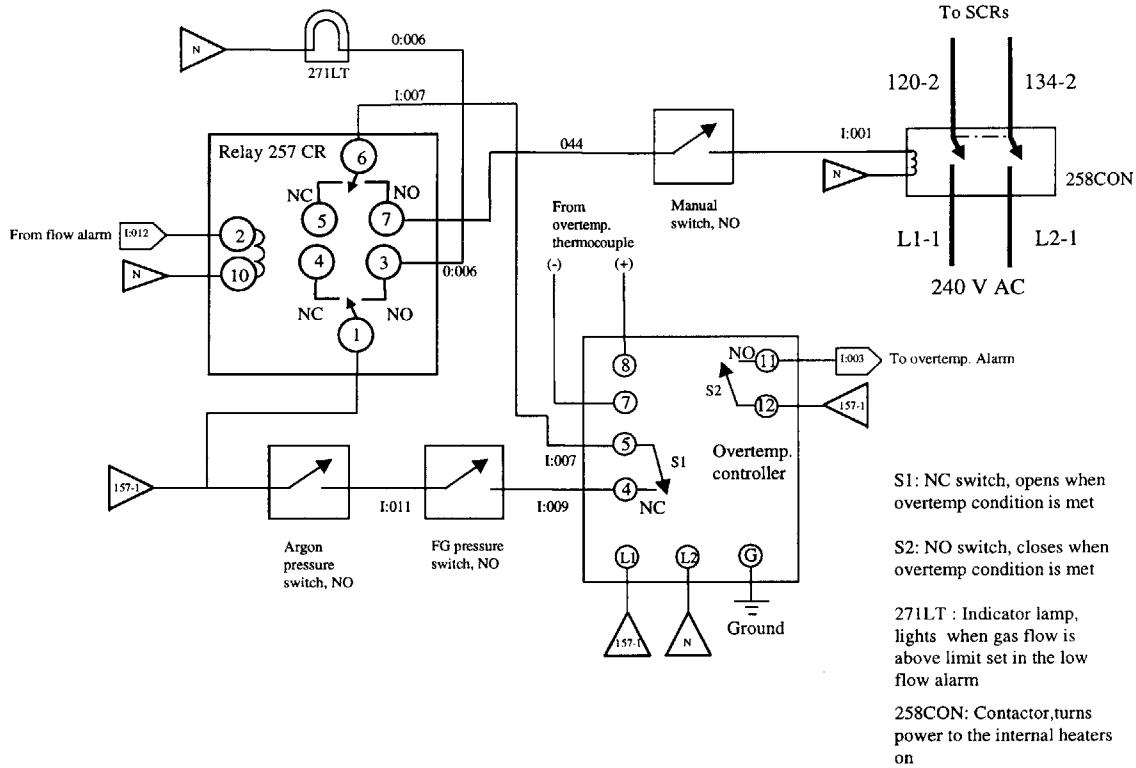 To SCRs
N
0:006
271LT
120-2
134-2
I:007
Relay 257 CR
6
044
I:001
N
258CON
NC
NO
5
7
From flow alarm
I:012
2
Manual
switch, NO
From
overtemp.
thermocouple
(-)
(+)
L1-1
L2-1
240 V AC
N
10
4
3
0:006
NC
NO
1
8
NO
11
I:003
To overtemp. Alarm
7
S2
12
157-1
5
S1
Overtemp.
controller
I:007
4
NC
157-1
I:011
I:009
Argon
pressure
switch, NO
FG pressure
switch, NO
L1
L2
G
157-1
N
Ground
S1: NC switch, opens when
overtemp condition is met
S2: NO switch, closes when
overtemp condition is met
271LT : Indicator lamp,
lights when gas flow is
above limit set in the low
flow alarm
258CON: Contactor,turns
power to the internal heaters
on